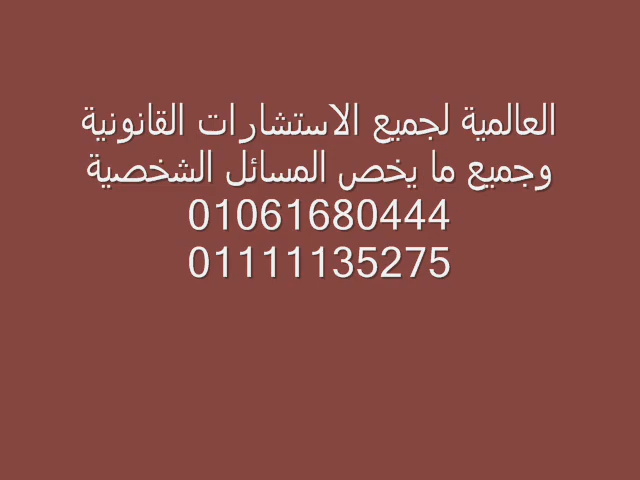 العالمية لجميع الاستشارات القانونية
وجميع ما يخص المسائل الشخصية
01061680444
01111135275